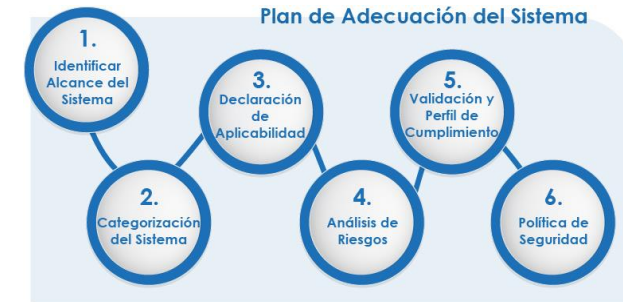 Plan de Adecuación del Sistema
1.
Identificar
Alcance del
Sistema
2.
Categorización
del Sistema
3.
Declaración
de
Aplicabilidad
4.
Análisis de
Riesgos
5.
Validación y
Perfil de
Cumplimiento
6.
Política de
Seguridad